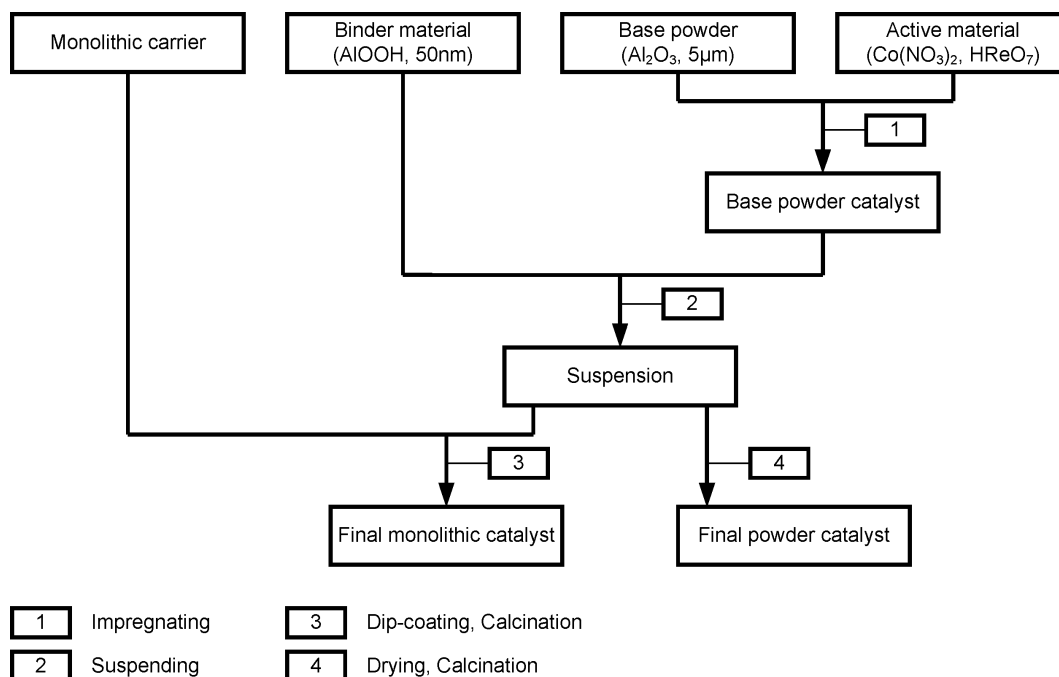 Monolithic carrier
Binder material
(AlOOH, 50nm)
Base powder
(Al₂O₃, 5µm)
Active material
(Co(NO₃)₂, HReO₇)
1
Base powder catalyst
2
Suspension
3
4
Final monolithic catalyst
Final powder catalyst
1 Impregnating
3 Dip-coating, Calcination
2 Suspending
4 Drying, Calcination